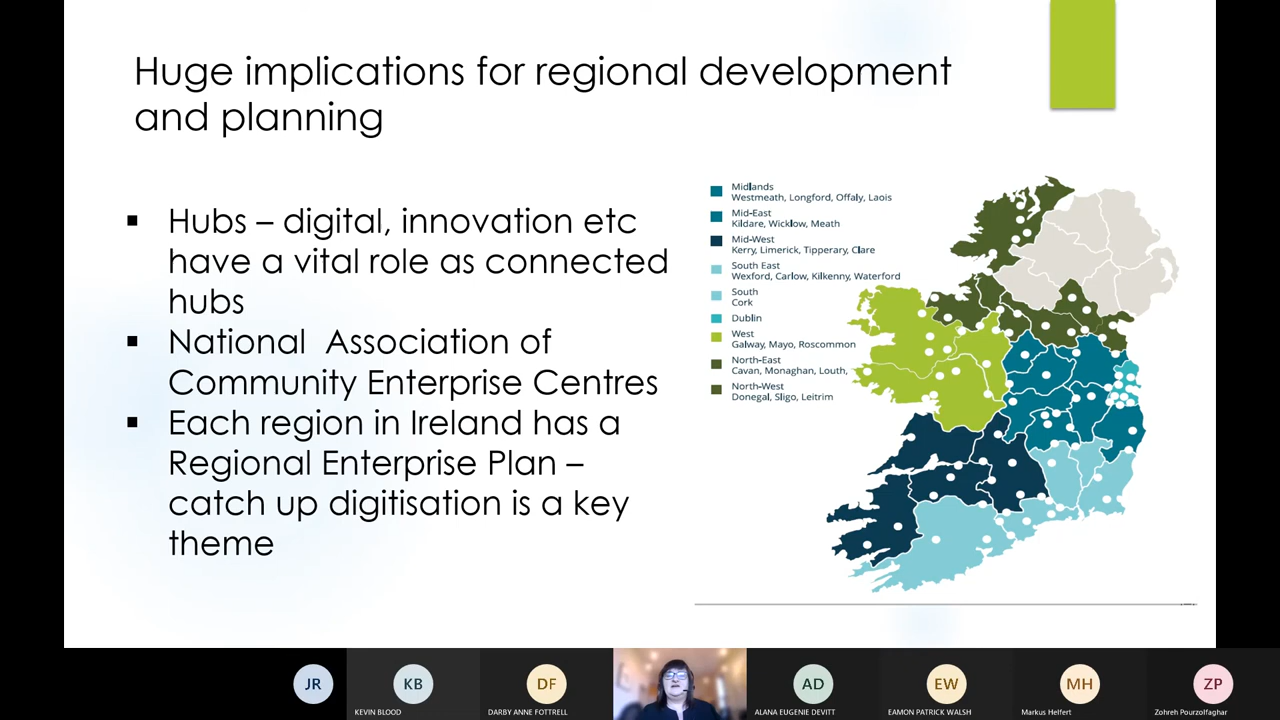 Huge implications for regional development
and planning
▪ Hubs – digital, innovation etc
have a vital role as connected
hubs
▪ National Association of
Community Enterprise Centres
▪ Each region in Ireland has a
Regional Enterprise Plan –
catch up digitisation is a key
theme
Midlands
Westmeath, Longford, Offaly, Laois
Mid-East
Kildare, Wicklow, Meath
Mid-West
Kerry, Limerick, Tipperary, Clare
South East
Wexford, Carlow, Kilkenny, Waterford
South
Cork
Dublin
West
Galway, Mayo, Roscommon
North-East
Cavan, Monaghan, Louth,
North-West
Donegal, Sligo, Leitrim
JR
KB
KEVIN BLOOD
DF
DARBY ANNE FOTTRELL
AD
ALANA EUGENIE DEVITT
EW
EAMON PATRICK WALSH
MH
Markus Helfert
ZP
Zohreh Pourzolfaghar